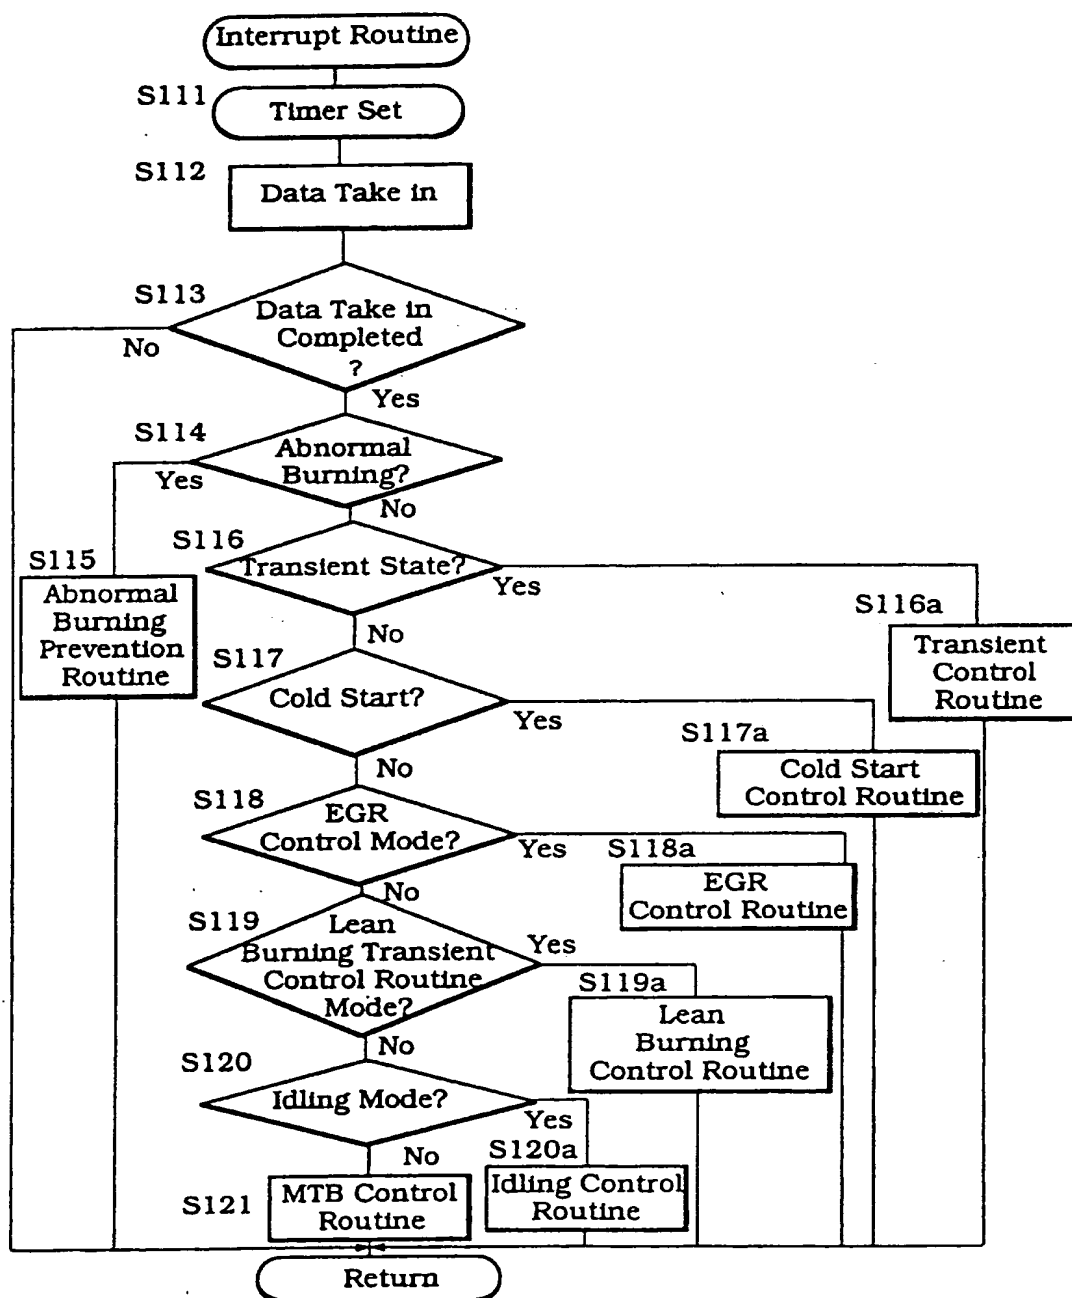 Interrupt Routine
S111
Timer Set
S112
Data Take in
S113
Data Take in
Completed
?
No
Yes
S114
Abnormal
Burning?
Yes
No
S115
Abnormal
Burning
Prevention
Routine
S116
Transient State?
Yes
No
S116a
Transient
Control
Routine
S117
Cold Start?
Yes
No
S117a
Cold Start
Control Routine
S118
EGR
Control Mode?
Yes
No
S118a
EGR
Control Routine
S119
Lean
Burning Transient
Control Routine
Mode?
Yes
No
S119a
Lean
Burning
Control Routine
S120
Idling Mode?
Yes
No
S120a
Idling Control
Routine
S121
MTB Control
Routine
Return